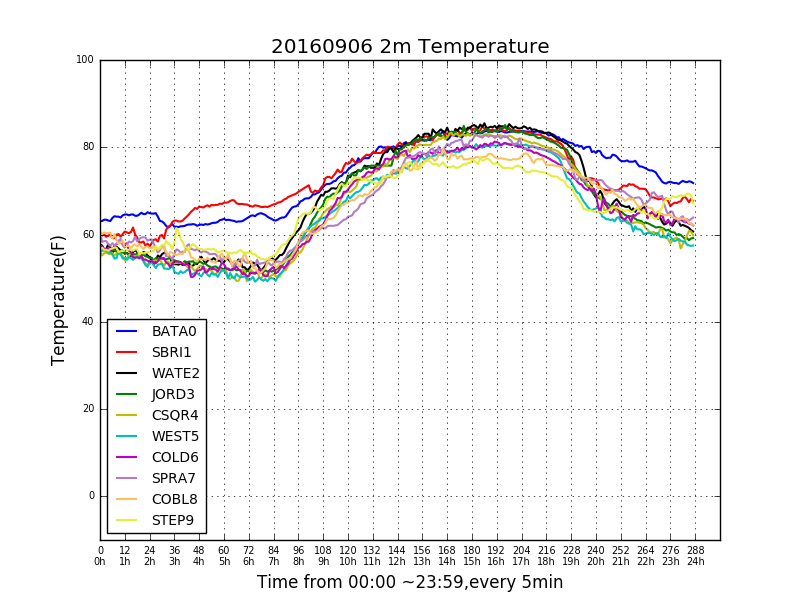 20160906 2m Temperature
100
80
60
40
20
0
Temperature(F)
BATA0
SBRI1
WATE2
JORD3
CSQR4
WEST5
COLD6
SPRA7
COBL8
STEP9
0 12 24 36 48 60 72 84 96 108 120 132 144 156 168 180 192 204 216 228 240 252 264 276 288
0h 1h 2h 3h 4h 5h 6h 7h 8h 9h 10h 11h 12h 13h 14h 15h 16h 17h 18h 19h 20h 21h 22h 23h 24h
Time from 00:00 ~23:59,every 5min